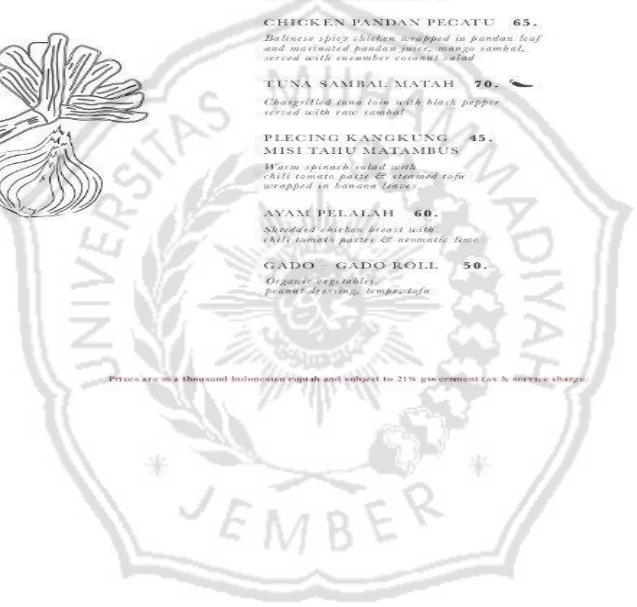 CHICKEN PANDAN PECATU 65.
Balinese spicy chicken wrapped in pandan leaf
and marinated pandan juice, mango sambal,
served with cucumber coconut salad
TUNA SAMBAL MATAH 70.
Chargrilled tuna loin with black pepper
served with raw sambal
PLECING KANGKUNG 45.
MISI TAHU MATAMBUS
Warm spinach salad with
chili tomato paste & steamed tofu
wrapped in banana leaves
AYAM PELALAH 60.
Shredded chicken breast with
chili tomato pastes & aromatic lime
GADO - GADO ROLL 50.
Organic vegetables,
peanut dressing, tempe, tofu
Prices are in a thousand Indonesian rupiah and subject to 21% government tax & service charge.
UNIVERSITAS MUHAMMADIYAH
JEMBER